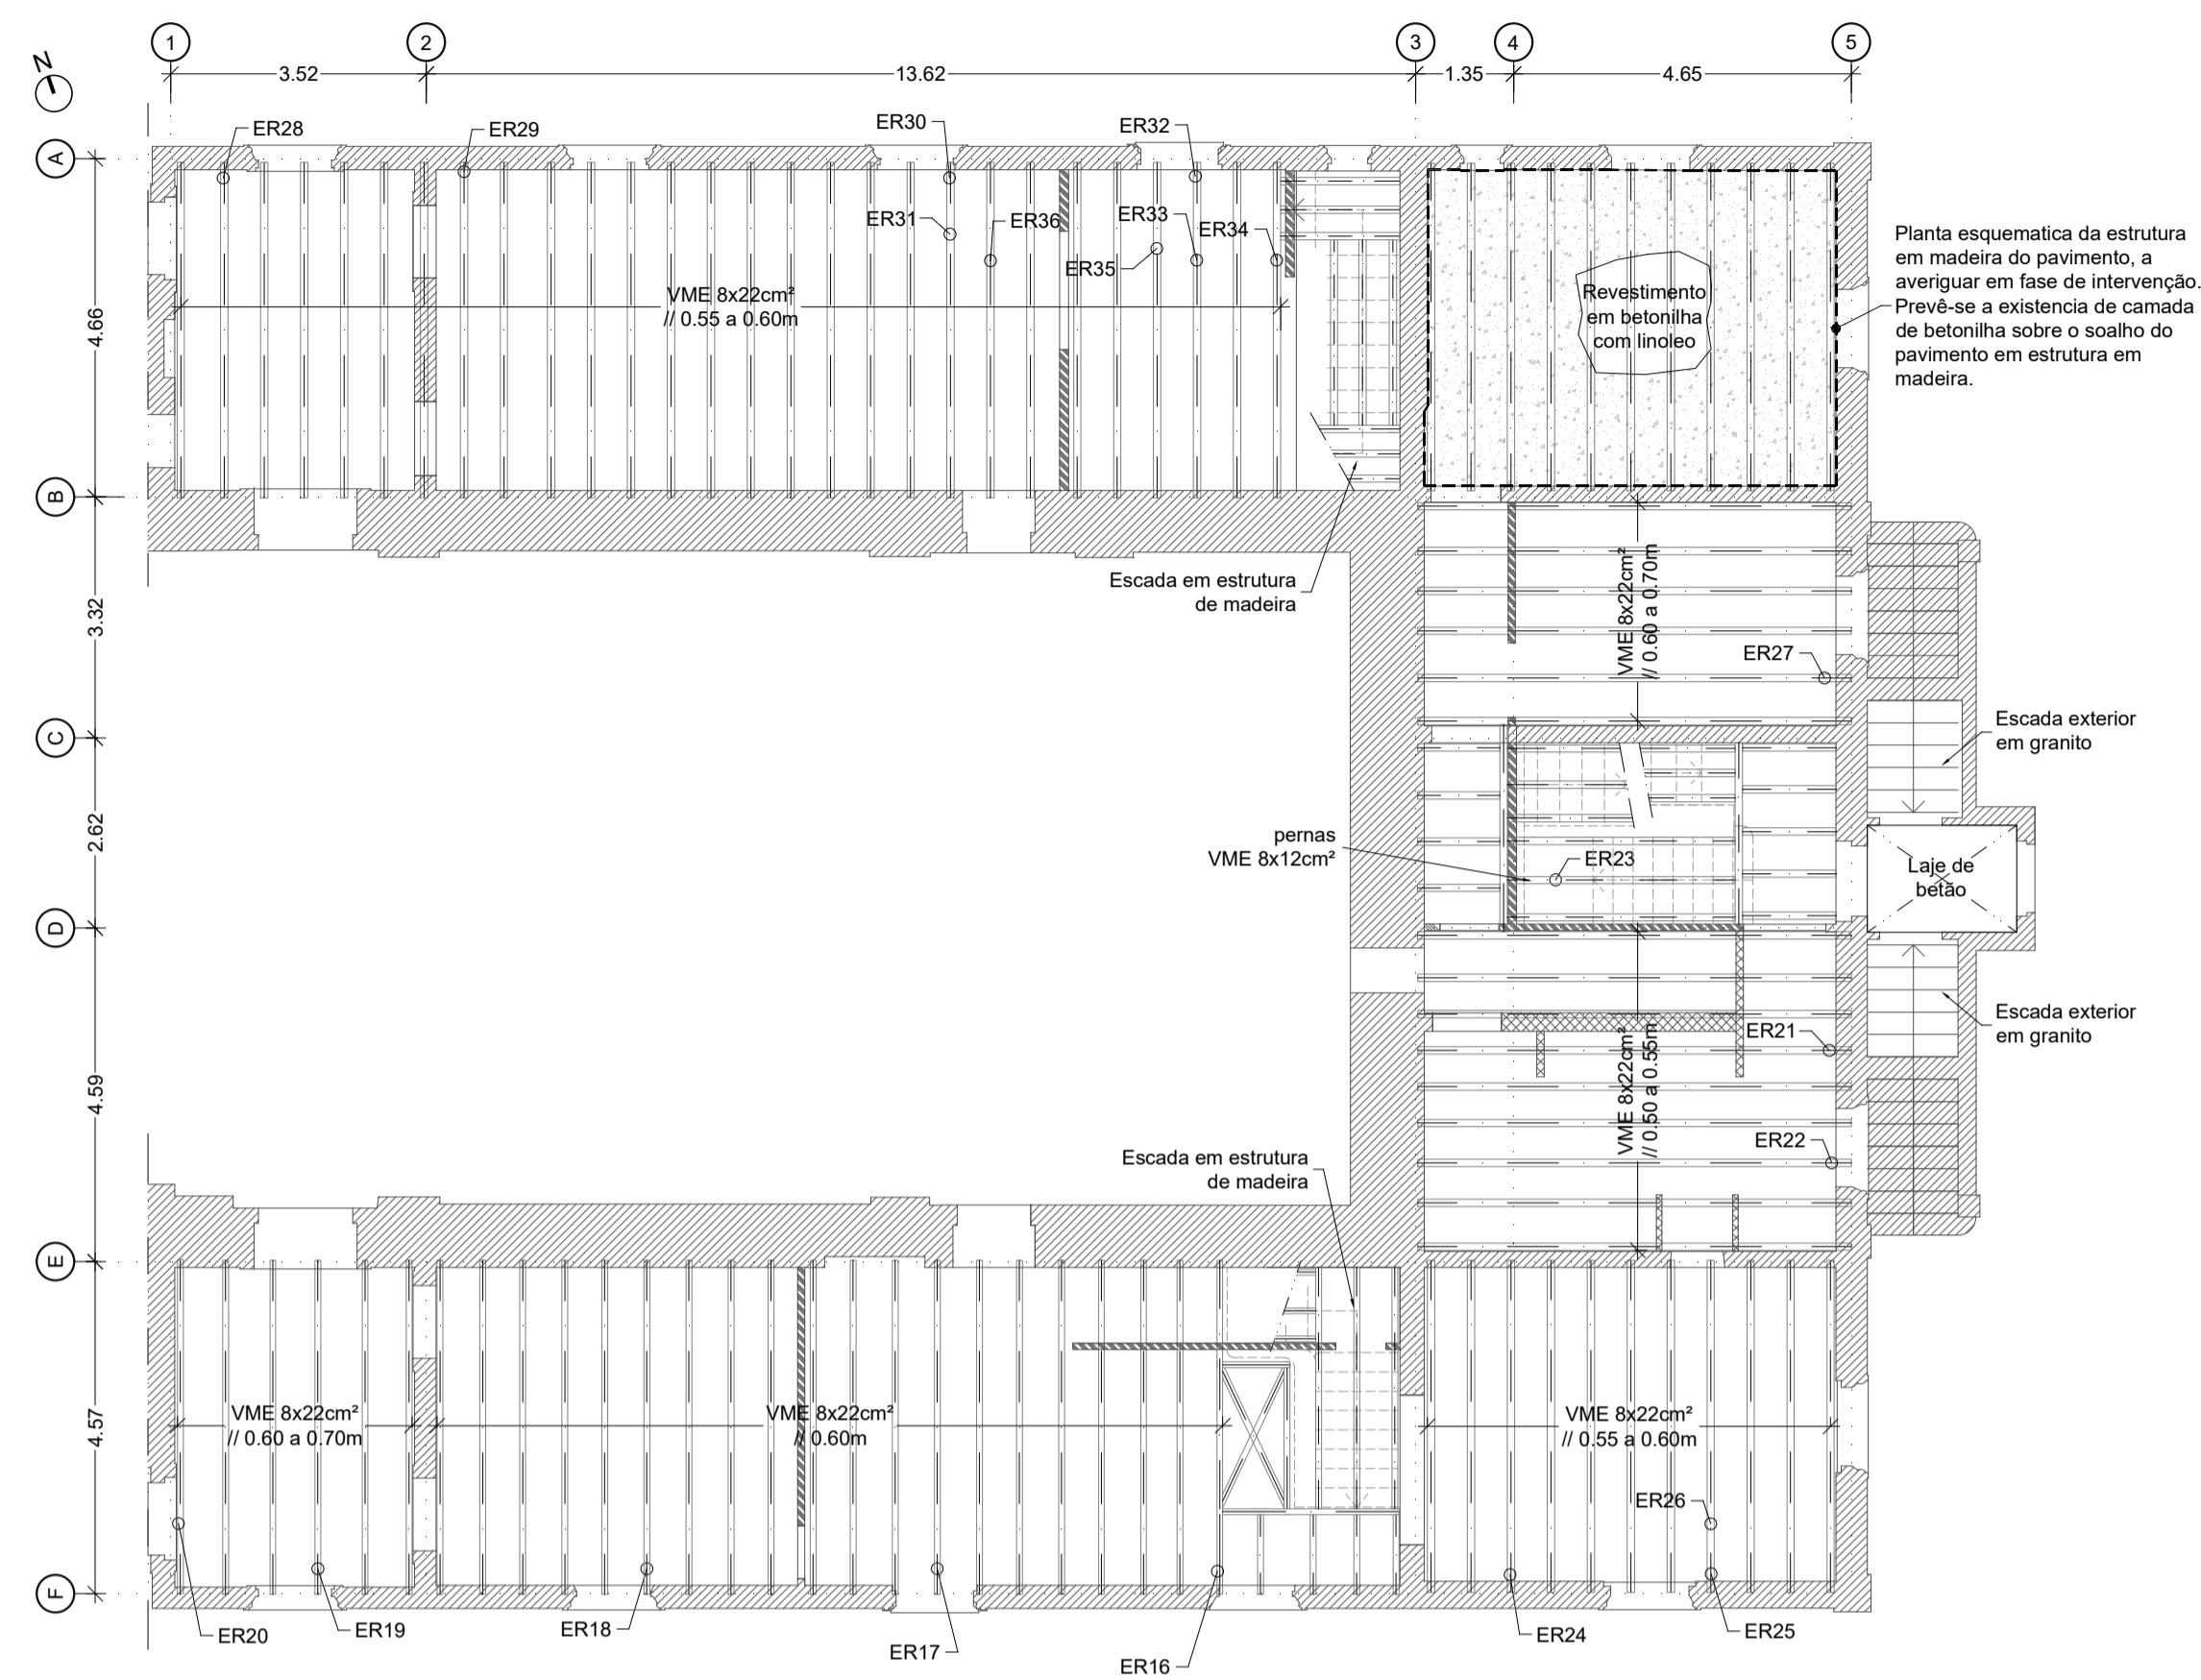 1
2
3
4
5
3.52
13.62
1.35
4.65
N
A
B
C
D
E
F
4.66
3.32
2.62
4.59
4.57
ER28
ER29
ER30
ER32
ER31
ER36
ER33
ER34
ER35
VME 8x22cm²
// 0.55 a 0.60m
Revestimento
em betonilha
com linoleo
Planta esquematica da estrutura
em madeira do pavimento, a
averiguar em fase de intervenção.
Prevê-se a existencia de camada
de betonilha sobre o soalho do
pavimento em estrutura em
madeira.
Escada em estrutura
de madeira
VME 8x22cm²
// 0.60 a 0.70m
ER27
Escada exterior
em granito
pernas
VME 8x12cm²
ER23
Laje de
betão
Escada exterior
em granito
ER21
VME 8x22cm²
// 0.50 a 0.55m
ER22
Escada em estrutura
de madeira
VME 8x22cm²
// 0.60 a 0.70m
VME 8x22cm²
// 0.60m
VME 8x22cm²
// 0.55 a 0.60m
ER26
ER20
ER19
ER18
ER17
ER16
ER24
ER25